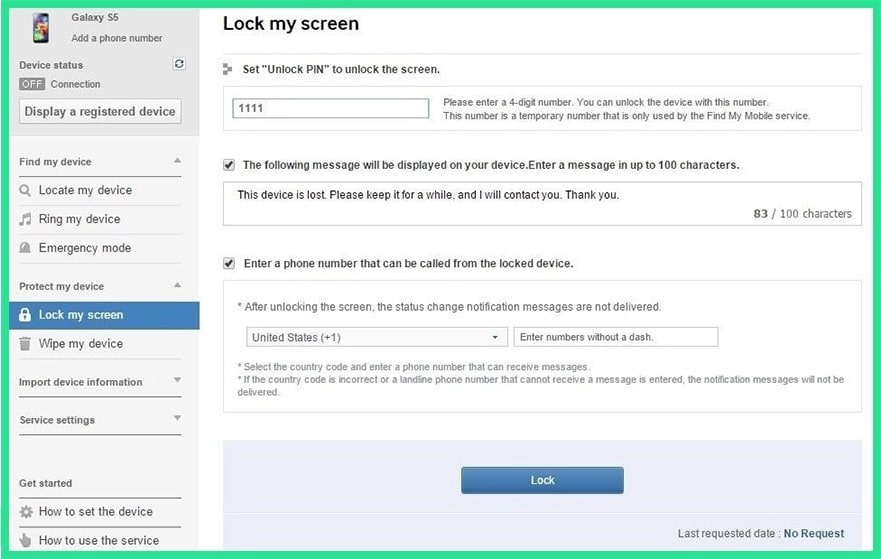 Galaxy S5
Add a phone number
Device status
OFF Connection
Display a registered device
Find my device
Locate my device
Ring my device
Emergency mode
Protect my device
Lock my screen
Wipe my device
Import device information
Service settings
Get started
How to set the device
How to use the service
Lock my screen
Set "Unlock PIN" to unlock the screen.
1111
Please enter a 4-digit number. You can unlock the device with this number.
This number is a temporary number that is only used by the Find My Mobile service.
The following message will be displayed on your device.Enter a message in up to 100 characters.
This device is lost. Please keep it for a while, and I will contact you. Thank you.
83 / 100 characters
Enter a phone number that can be called from the locked device.
* After unlocking the screen, the status change notification messages are not delivered.
United States (+1)
Enter numbers without a dash.
* Select the country code and enter a phone number that can receive messages.
* If the country code is incorrect or a landline phone number that cannot receive a message is entered, the notification messages will not be
delivered.
Lock
Last requested date : No Request